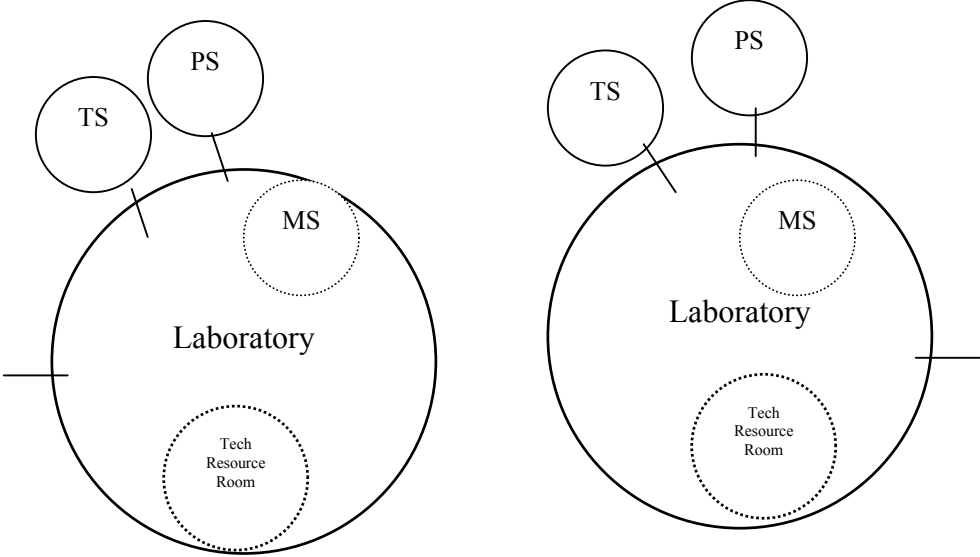 PS
TS
MS
Laboratory
Tech
Resource
Room
PS
TS
MS
Laboratory
Tech
Resource
Room